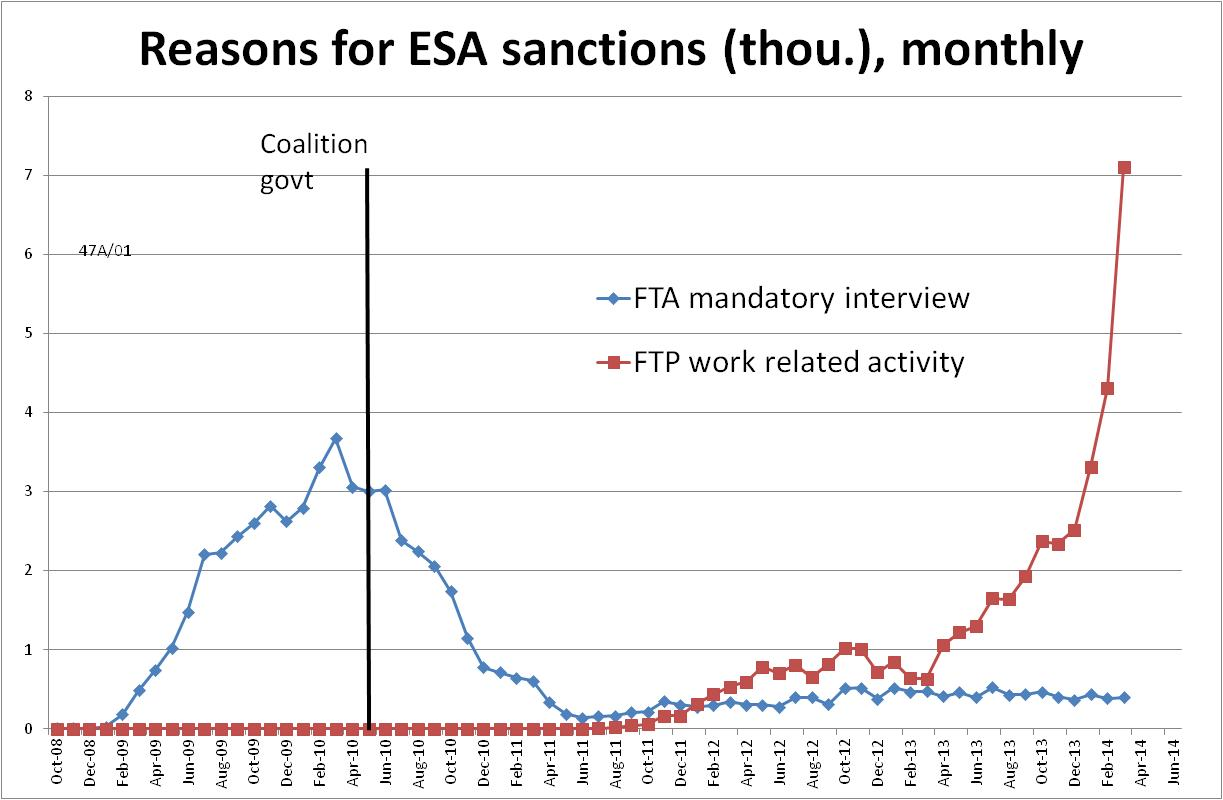 Reasons for ESA sanctions (thou.), monthly
8
Coalition
govt
7
6
47A/01
FTA mandatory interview
5
FTP work related activity
4
3
2
1
0
Oct-08
Dec-08
Feb-09
Apr-09
Jun-09
Aug-09
Oct-09
Dec-09
Feb-10
Apr-10
Jun-10
Aug-10
Oct-10
Dec-10
Feb-11
Apr-11
Jun-11
Aug-11
Oct-11
Dec-11
Feb-12
Apr-12
Jun-12
Aug-12
Oct-12
Dec-12
Feb-13
Apr-13
Jun-13
Aug-13
Oct-13
Dec-13
Feb-14
Apr-14
Jun-14